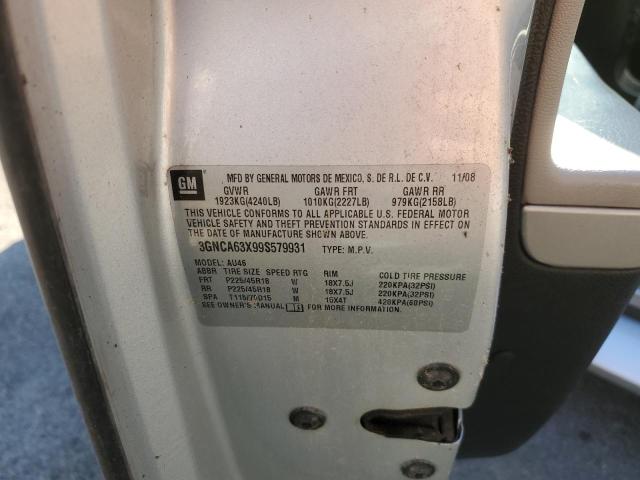 GM
MFD BY GENERAL MOTORS DE MEXICO, S. DE R.L. DE C.V. 11/08
GVWR GAWR FRT GAWR RR
1923KG(4240LB) 1010KG(2227LB) 979KG(2158LB)
THIS VEHICLE CONFORMS TO ALL APPLICABLE U.S. FEDERAL MOTOR
VEHICLE SAFETY AND THEFT PREVENTION STANDARDS IN EFFECT ON
THE DATE OF MANUFACTURE SHOWN ABOVE.
3GNCA63X99S579931 TYPE: M.P.V.
MODEL: AU46
ABBR TIRE SIZE SPEED RTG RIM COLD TIRE PRESSURE
FRT P225/45R18 W 18X7.5J 220KPA(32PSI)
RR P225/45R18 W 18X7.5J 220KPA(32PSI)
SPA T115/70D15 M 15X4T 420KPA(60PSI)
SEE OWNER'S MANUAL FOR MORE INFORMATION.